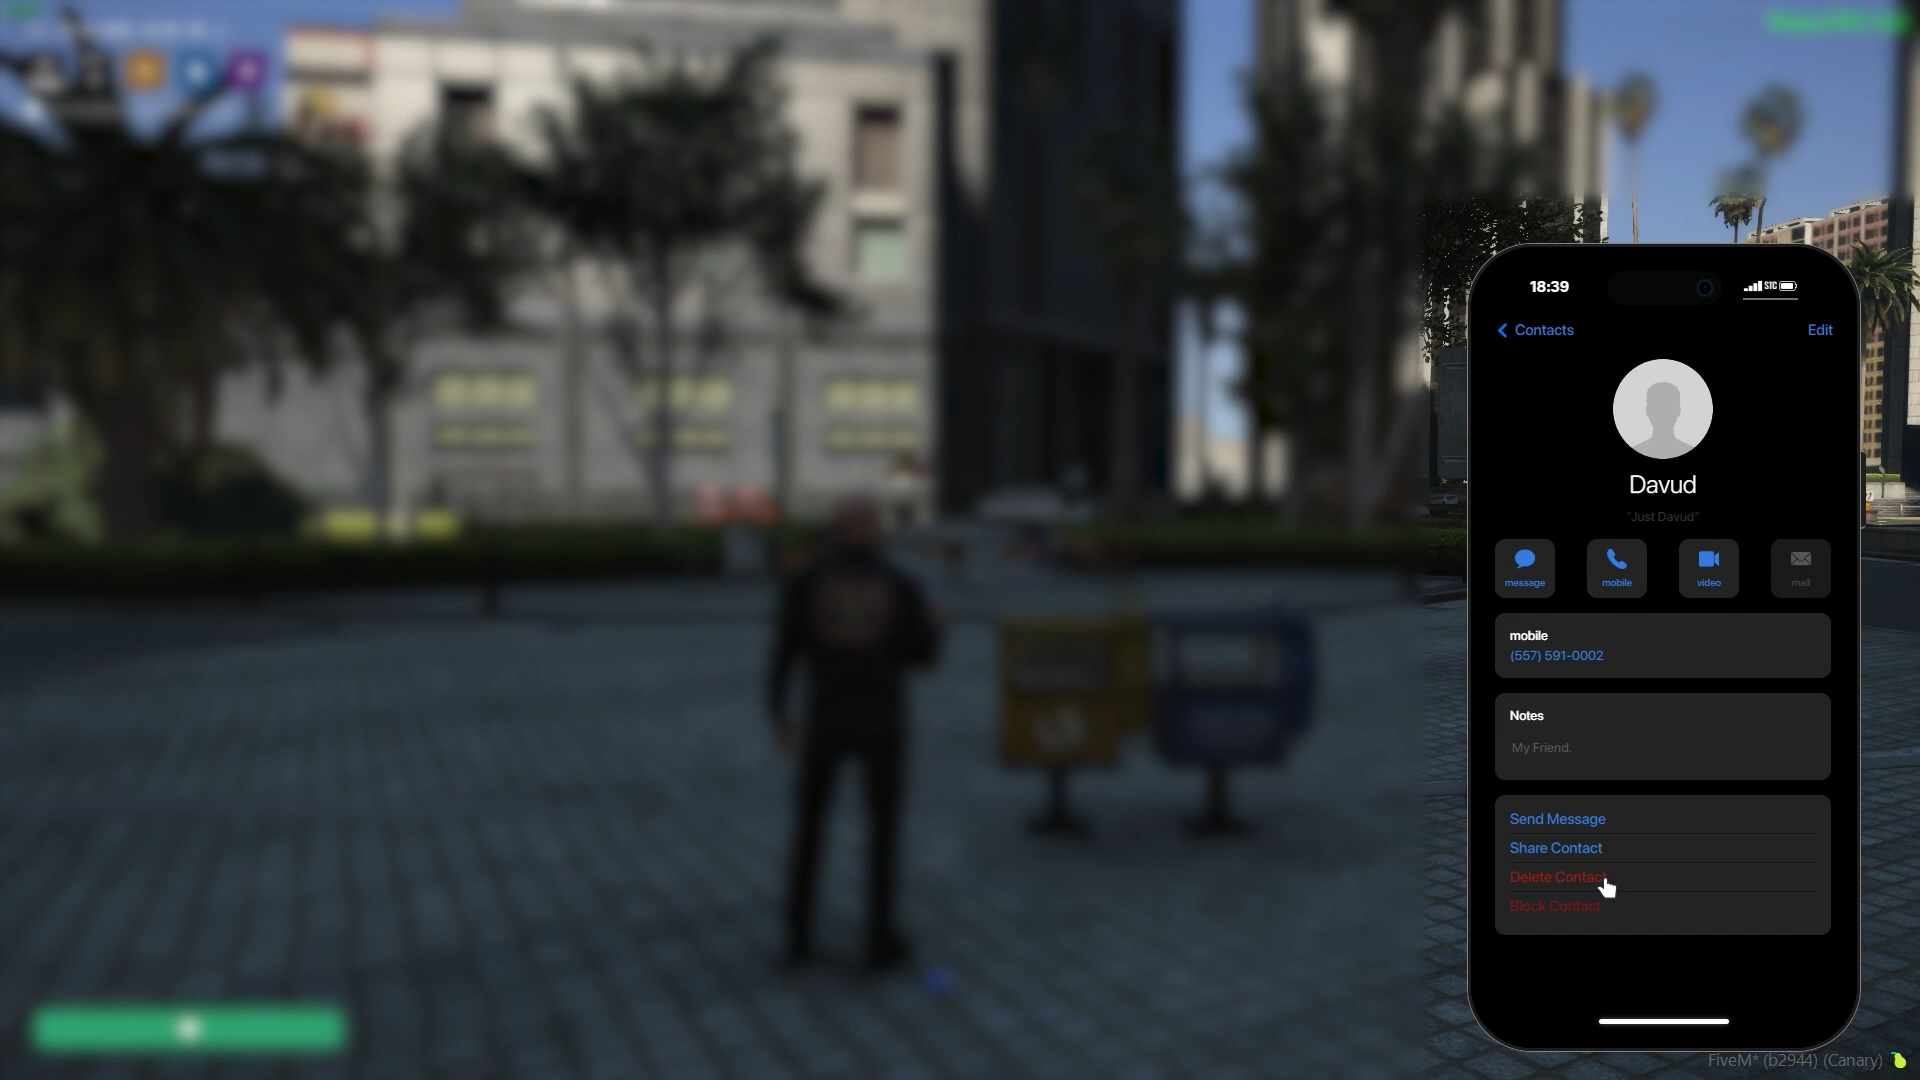 18:39
STC
Contacts
Edit
Davud
"Just Davud"
message
mobile
video
mail
mobile
(557) 591-0002
Notes
My Friend.
Send Message
Share Contact
Delete Contact
Block Contact
FiveM* (b2944) (Canary)